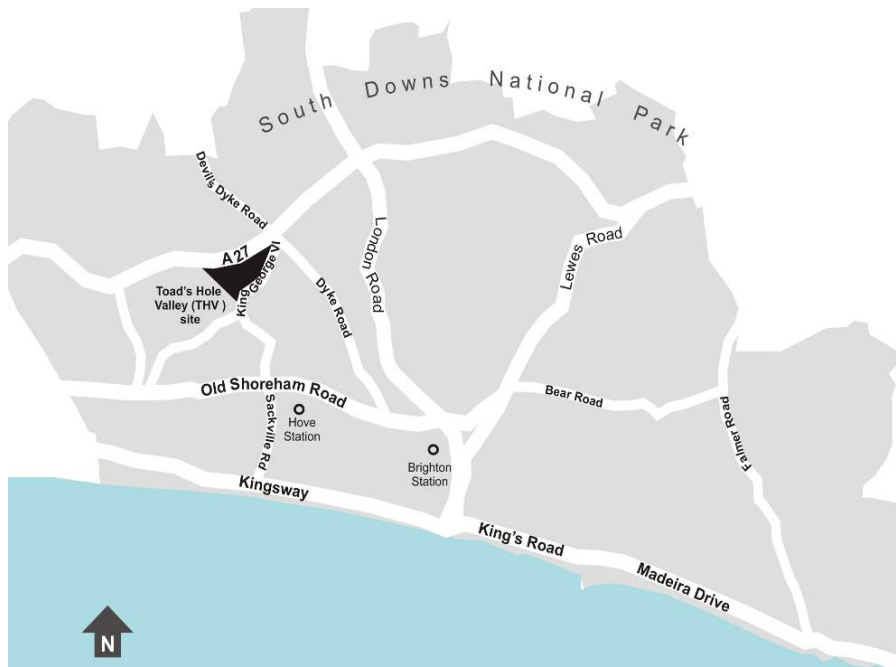 South Downs National Park
Devil's Dyke Road
A27
King George VI
Toad's Hole
Valley (THV )
site
London Road
Lewes Road
Dyke Road
Old Shoreham Road
Bear Road
Sackville Rd
Hove
Station
Falmer Road
Brighton
Station
Kingsway
King's Road
Madeira Drive
N